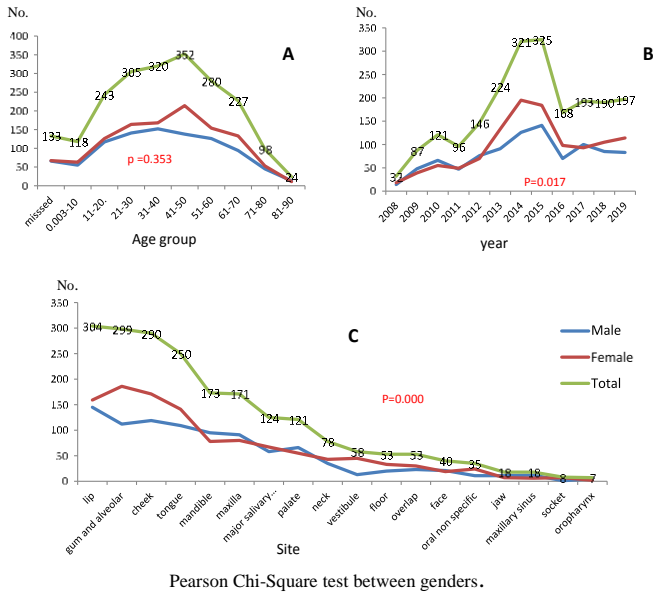 No.
A
400
350
300
250
200
150
100
50
0
133
118
243
305
320
352
280
227
98
24
p =0.353
misssed
0.003-10
11-20.
21-30
31-40
41-50
51-60
61-70
71-80
81-90
Age group
No.
B
350
300
250
200
150
100
50
0
32
87
121
96
146
224
321
325
168
193
190
197
P=0.017
2008
2009
2010
2011
2012
2013
2014
2015
2016
2017
2018
2019
year
No.
C
350
300
250
200
150
100
50
0
304
299
290
250
173
171
124
121
78
58
53
53
40
35
18
18
8
7
P=0.000
Male
Female
Total
lip
gum and alveolar
cheek
tongue
mandible
maxilla
major salivary…
palate
neck
vestibule
floor
overlap
face
oral non specific
jaw
maxillary sinus
socket
oropharynx
Site
Pearson Chi-Square test between genders.